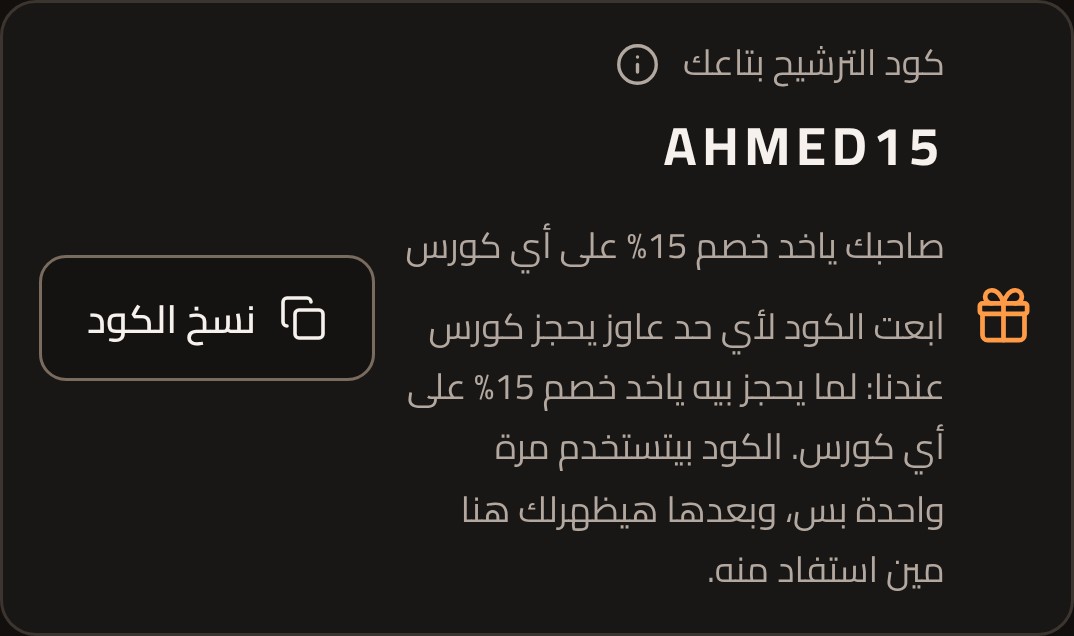 كود الترشيح بتاعك
AHMED15
صاحبك ياخد خصم 15% على أي كورس
ابعت الكود لأي حد عاوز يحجز كورس
عندنا: لما يحجز بيه ياخد خصم 15% على
أي كورس. الكود بيتستخدم مرة
واحدة بس، وبعدها هيظهرلك هنا
مين استفاد منه.
نسخ الكود